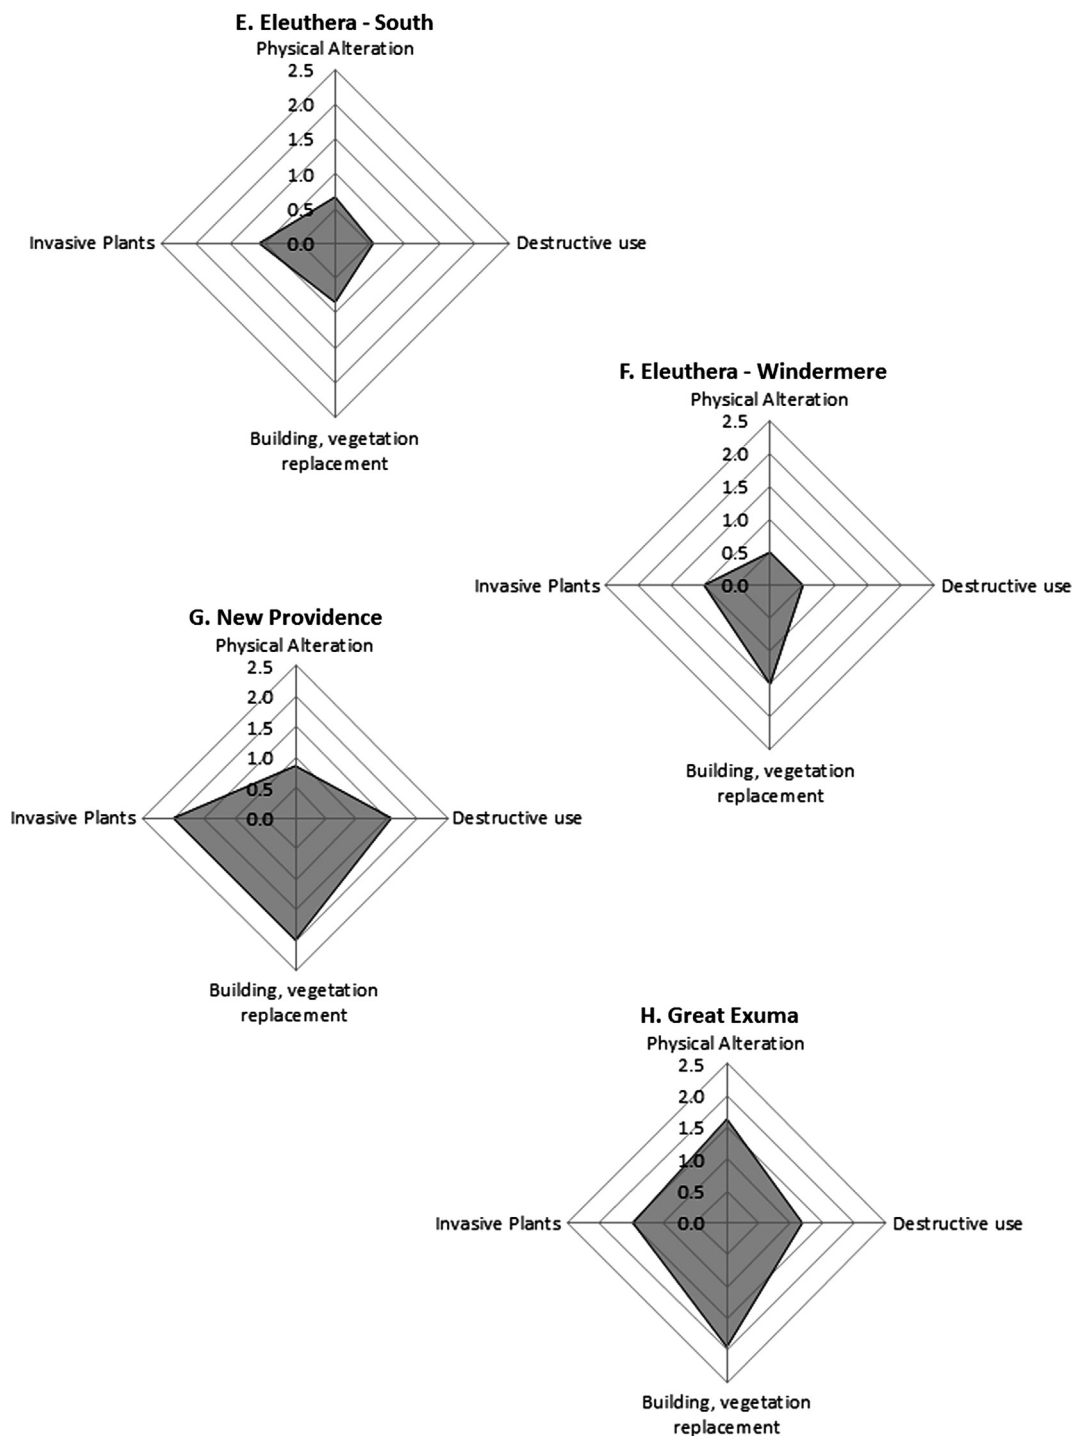 E. Eleuthera - South
Physical Alteration
2.5
2.0
1.5
1.0
0.5
0.0
Invasive Plants
Destructive use
Building, vegetation
replacement
F. Eleuthera - Windermere
Physical Alteration
2.5
2.0
1.5
1.0
0.5
0.0
Invasive Plants
Destructive use
Building, vegetation
replacement
G. New Providence
Physical Alteration
2.5
2.0
1.5
1.0
0.5
0.0
Invasive Plants
Destructive use
Building, vegetation
replacement
H. Great Exuma
Physical Alteration
2.5
2.0
1.5
1.0
0.5
0.0
Invasive Plants
Destructive use
Building, vegetation
replacement